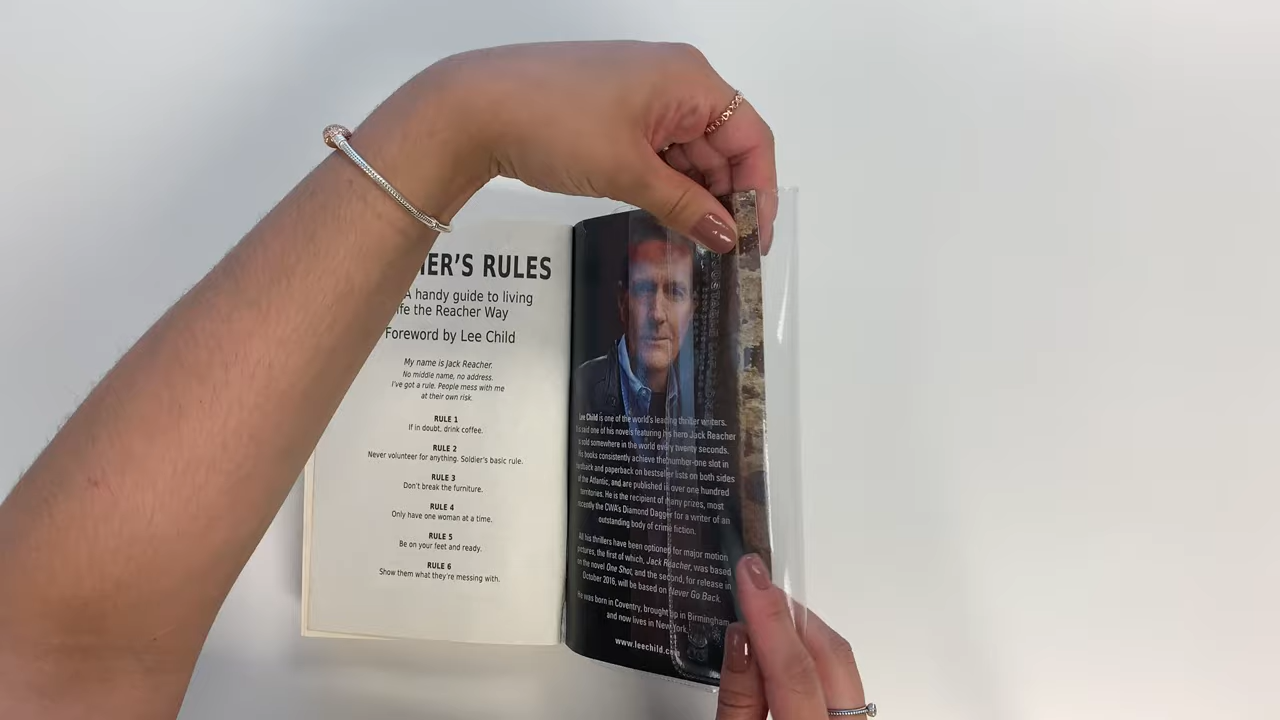 IER'S RULES
A handy guide to living
ife the Reacher Way
Foreword by Lee Child
My name is Jack Reacher.
No middle name, no address.
I've got a rule. People mess with me
at their own risk.
RULE 1
If in doubt, drink coffee.
RULE 2
Never volunteer for anything. Soldier's basic rule.
RULE 3
Don't break the furniture.
RULE 4
Only have one woman at a time.
RULE 5
Be on your feet and ready.
RULE 6
Show them what they're messing with.
Lee Child is one of the world's leading thriller writers.
is said one of his novels featuring his hero Jack Reacher
is sold somewhere in the world every twenty seconds.
His books consistently achieve the number-one slot in
hardback and paperback on bestseller lists on both sides
of the Atlantic, and are published in over one hundred
territories. He is the recipient of many prizes, most
recently the CWA's Diamond Dagger for a writer of an
outstanding body of crime fiction.
All his thrillers have been optioned for major motion
pictures, the first of which, Jack Reacher, was based
on the novel One Shot, and the second, for release in
October 2016, will be based on Never Go Back.
He was born in Coventry, brought up in Birmingham
and now lives in New York.
www.leechild.com